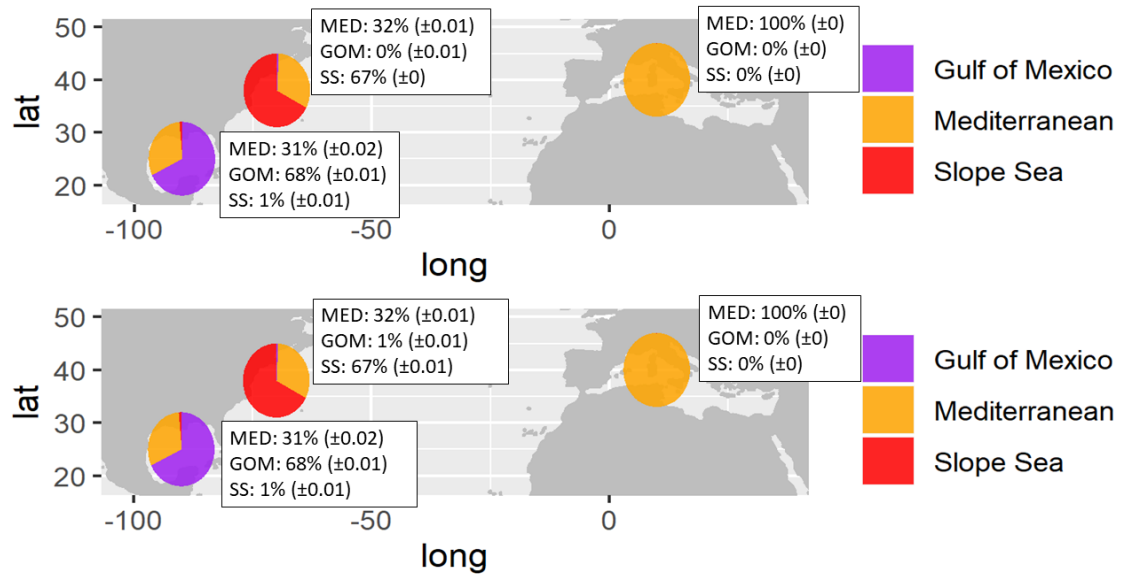 MED: 32% (±0.01)
GOM: 0% (±0.01)
SS: 67% (±0)
MED: 100% (±0)
GOM: 0% (±0)
SS: 0% (±0)
MED: 31% (±0.02)
GOM: 68% (±0.01)
SS: 1% (±0.01)
50
40
30
20
lat
-100
-50
0
long
Gulf of Mexico
Mediterranean
Slope Sea
MED: 32% (±0.01)
GOM: 1% (±0.01)
SS: 67% (±0.01)
MED: 100% (±0)
GOM: 0% (±0)
SS: 0% (±0)
MED: 31% (±0.02)
GOM: 68% (±0.01)
SS: 1% (±0.01)
50
40
30
20
lat
-100
-50
0
long
Gulf of Mexico
Mediterranean
Slope Sea